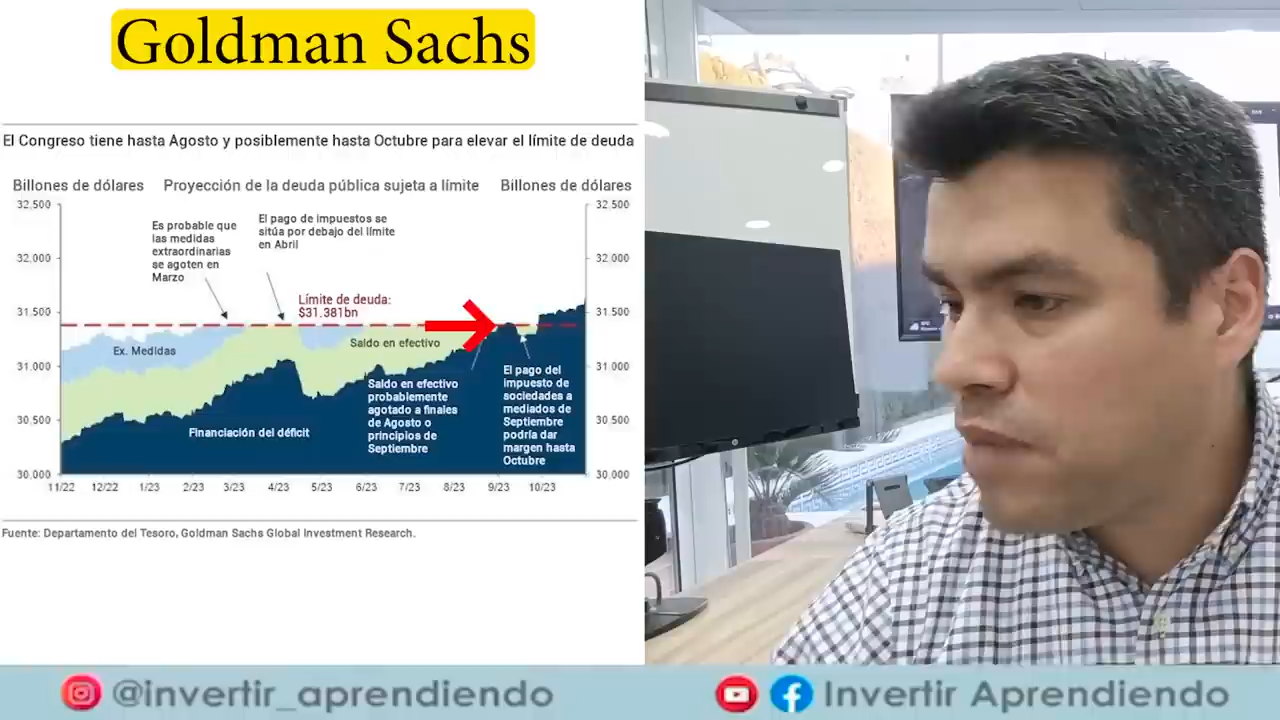 Goldman Sachs
El Congreso tiene hasta Agosto y posiblemente hasta Octubre para elevar el límite de deuda
Billones de dólares
Proyección de la deuda pública sujeta a límite
Billones de dólares
32.500
32.000
31.500
31.000
30.500
30.000
32.500
32.000
31.500
31.000
30.500
30.000
Es probable que
las medidas
extraordinarias
se agoten en
Marzo
El pago de impuestos se
sitúa por debajo del límite
en Abril
Límite de deuda:
$31.381bn
Ex. Medidas
Saldo en efectivo
Financiación del déficit
Saldo en efectivo
probablemente
agotado a finales
de Agosto o
principios de
Septiembre
El pago del
impuesto de
sociedades a
mediados de
Septiembre
podría dar
margen hasta
Octubre
11/22 12/22 1/23 2/23 3/23 4/23 5/23 6/23 7/23 8/23 9/23 10/23
Fuente: Departamento del Tesoro, Goldman Sachs Global Investment Research.
@invertir_aprendiendo
Invertir Aprendiendo